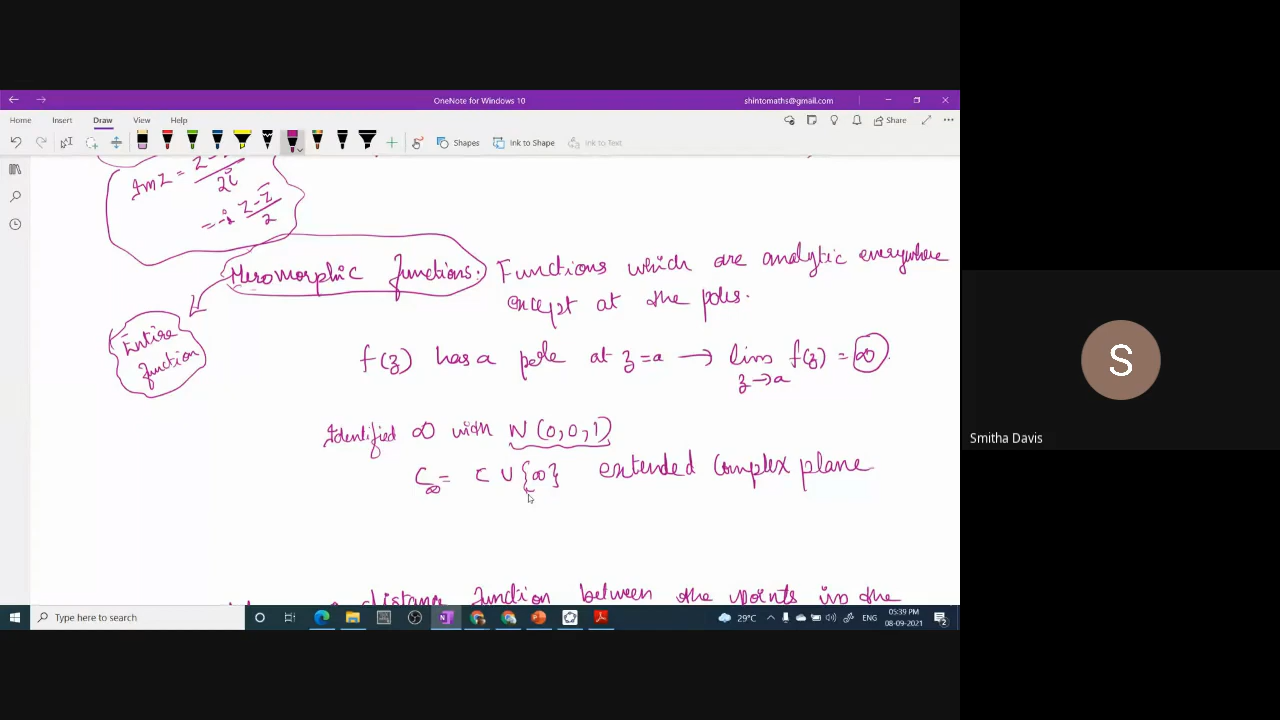 OneNote for Windows 10
shintomaths@gmail.com
Home Insert Draw View Help
Share
Shapes Ink to Shape Ink to Text
Im Z =
2i
= -i Z - Z̄ / 2
Meromorphic functions. Functions which are analytic everywhere
except at the poles.
Entire
function
f(z) has a pole at z = a → lim f(z) = ∞.
z→a
Identified ∞ with N (0,0,1)
C∞ = C ∪ {∞} extended complex plane
distance function between the points in the
S
Smitha Davis
Type here to search
29°C
ENG
05:39 PM
08-09-2021
2